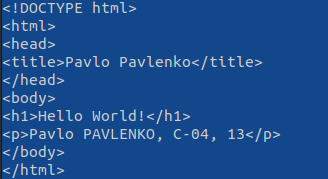 <!DOCTYPE html>
<html>
<head>
<title>Pavlo Pavlenko</title>
</head>
<body>
<h1>Hello World!</h1>
<p>Pavlo PAVLENKO, C-04, 13</p>
</body>
</html>